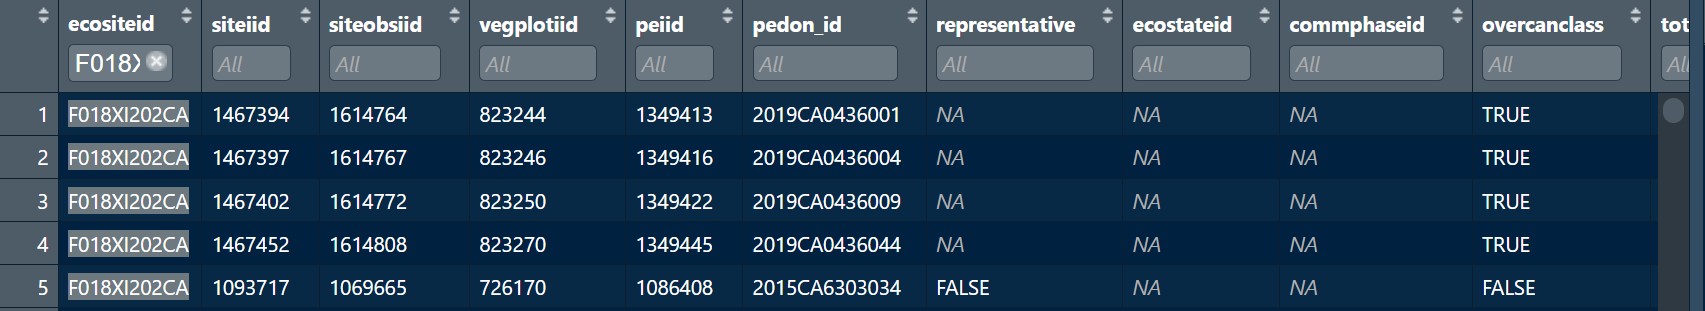 ecositeid siteiid siteobsiid vegplotiid peiid pedon_id representative ecostateid commphaseid overcanclass tot
F018X All All All All All All All All All All
1 F018XI202CA 1467394 1614764 823244 1349413 2019CA0436001 NA NA NA TRUE
2 F018XI202CA 1467397 1614767 823246 1349416 2019CA0436004 NA NA NA TRUE
3 F018XI202CA 1467402 1614772 823250 1349422 2019CA0436009 NA NA NA TRUE
4 F018XI202CA 1467452 1614808 823270 1349445 2019CA0436044 NA NA NA TRUE
5 F018XI202CA 1093717 1069665 726170 1086408 2015CA6303034 FALSE NA NA FALSE